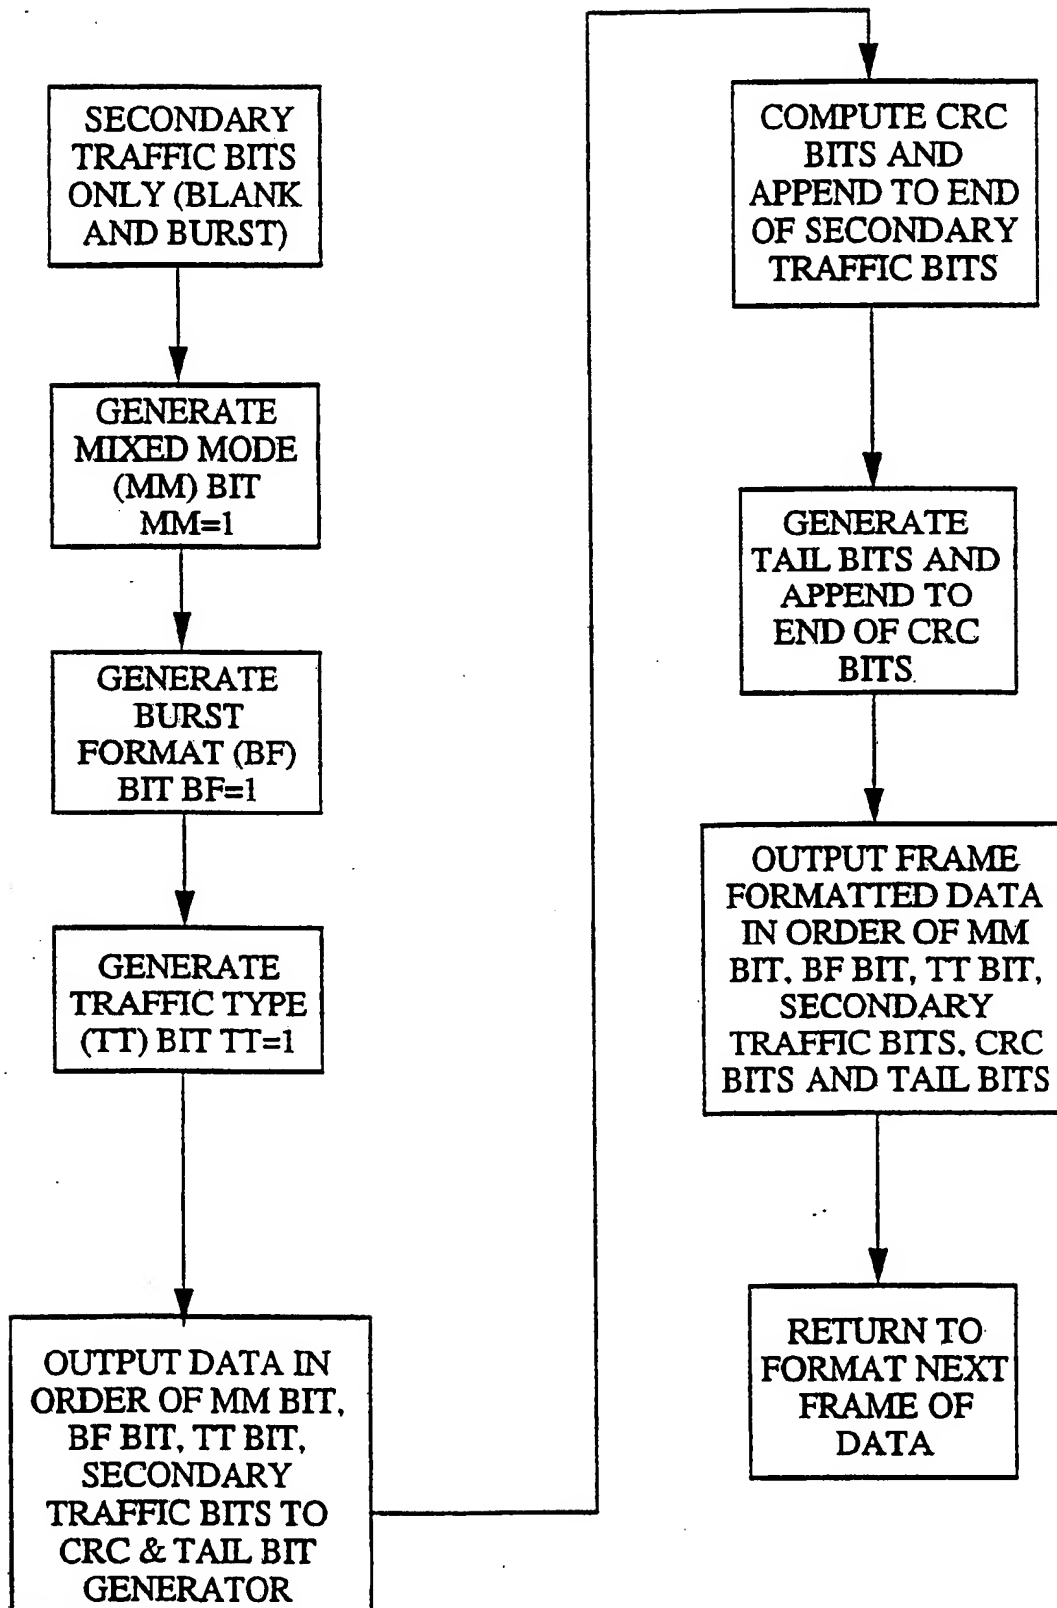 SECONDARY
TRAFFIC BITS
ONLY (BLANK
AND BURST)
GENERATE
MIXED MODE
(MM) BIT
MM=1
GENERATE
BURST
FORMAT (BF)
BIT BF=1
GENERATE
TRAFFIC TYPE
(TT) BIT TT=1
OUTPUT DATA IN
ORDER OF MM BIT,
BF BIT, TT BIT,
SECONDARY
TRAFFIC BITS TO
CRC & TAIL BIT
GENERATOR
COMPUTE CRC
BITS AND
APPEND TO END
OF SECONDARY
TRAFFIC BITS
GENERATE
TAIL BITS AND
APPEND TO
END OF CRC
BITS
OUTPUT FRAME
FORMATTED DATA
IN ORDER OF MM
BIT, BF BIT, TT BIT,
SECONDARY
TRAFFIC BITS, CRC
BITS AND TAIL BITS
RETURN TO
FORMAT NEXT
FRAME OF
DATA